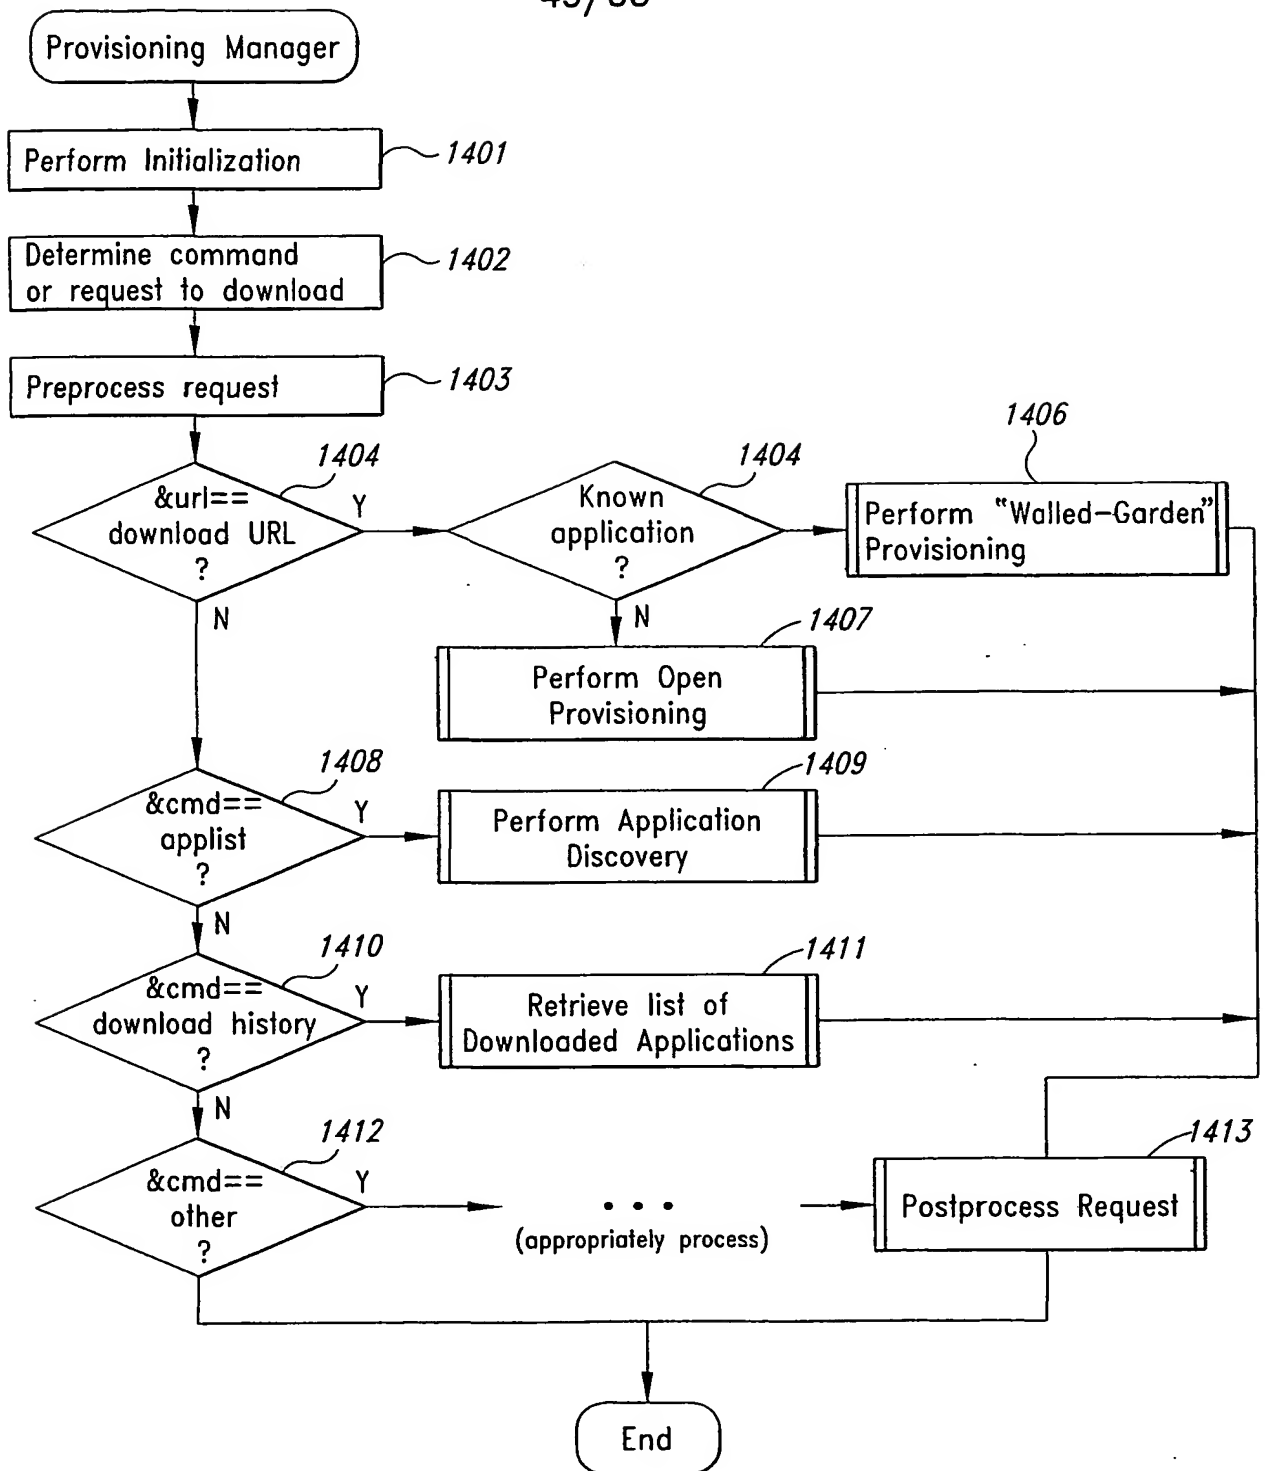 Provisioning Manager
Perform Initialization
1401
Determine command
or request to download
1402
Preprocess request
1403
&url==
download URL
?
1404
Y
N
Known
application
?
1404
N
1406
Perform "Walled-Garden"
Provisioning
1407
Perform Open
Provisioning
&cmd==
applist
?
1408
Y
N
1409
Perform Application
Discovery
&cmd==
download history
?
1410
Y
N
1411
Retrieve list of
Downloaded Applications
&cmd==
other
?
1412
Y
• • •
(appropriately process)
1413
Postprocess Request
End